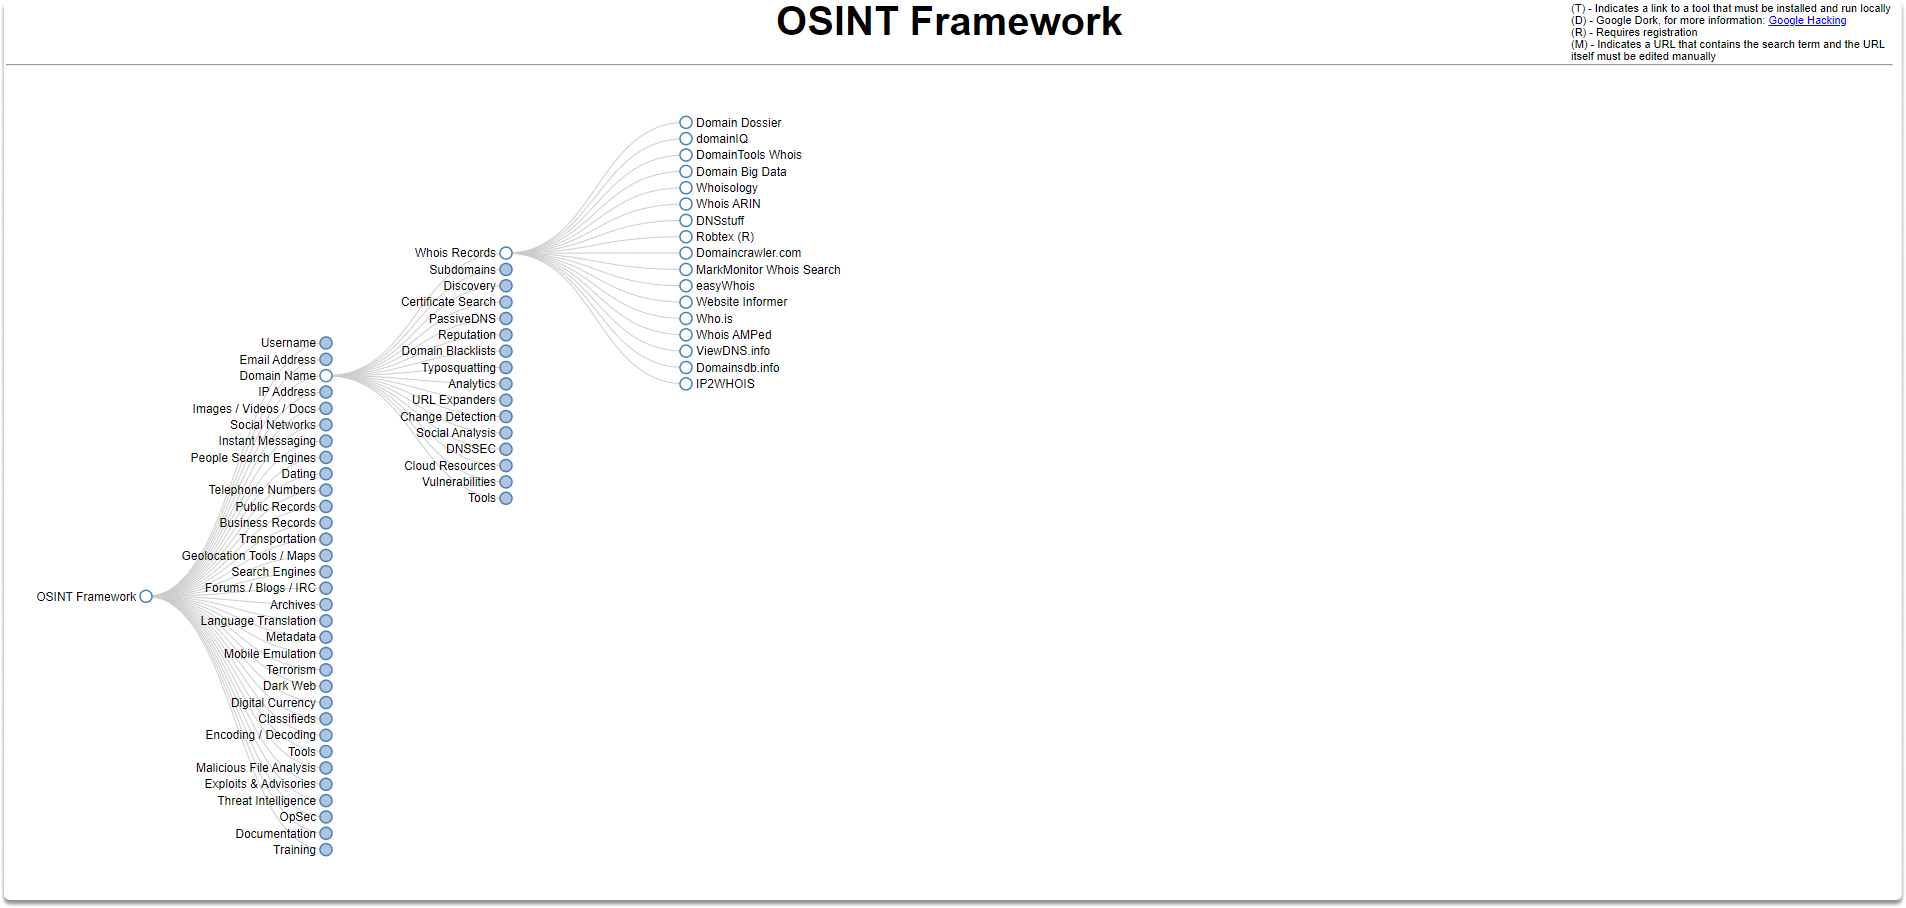 OSINT Framework
(T) - Indicates a link to a tool that must be installed and run locally
(D) - Google Dork, for more information: Google Hacking
(R) - Requires registration
(M) - Indicates a URL that contains the search term and the URL
itself must be edited manually
OSINT Framework
Username
Email Address
Domain Name
IP Address
Images / Videos / Docs
Social Networks
Instant Messaging
People Search Engines
Dating
Telephone Numbers
Public Records
Business Records
Transportation
Geolocation Tools / Maps
Search Engines
Forums / Blogs / IRC
Archives
Language Translation
Metadata
Mobile Emulation
Terrorism
Dark Web
Digital Currency
Classifieds
Encoding / Decoding
Tools
Malicious File Analysis
Exploits & Advisories
Threat Intelligence
OpSec
Documentation
Training
Whois Records
Subdomains
Discovery
Certificate Search
PassiveDNS
Reputation
Domain Blacklists
Typosquatting
Analytics
URL Expanders
Change Detection
Social Analysis
DNSSEC
Cloud Resources
Vulnerabilities
Tools
Domain Dossier
domainIQ
DomainTools Whois
Domain Big Data
Whoisology
Whois ARIN
DNSstuff
Robtex (R)
Domaincrawler.com
MarkMonitor Whois Search
easyWhois
Website Informer
Who.is
Whois AMPed
ViewDNS.info
Domainsdb.info
IP2WHOIS